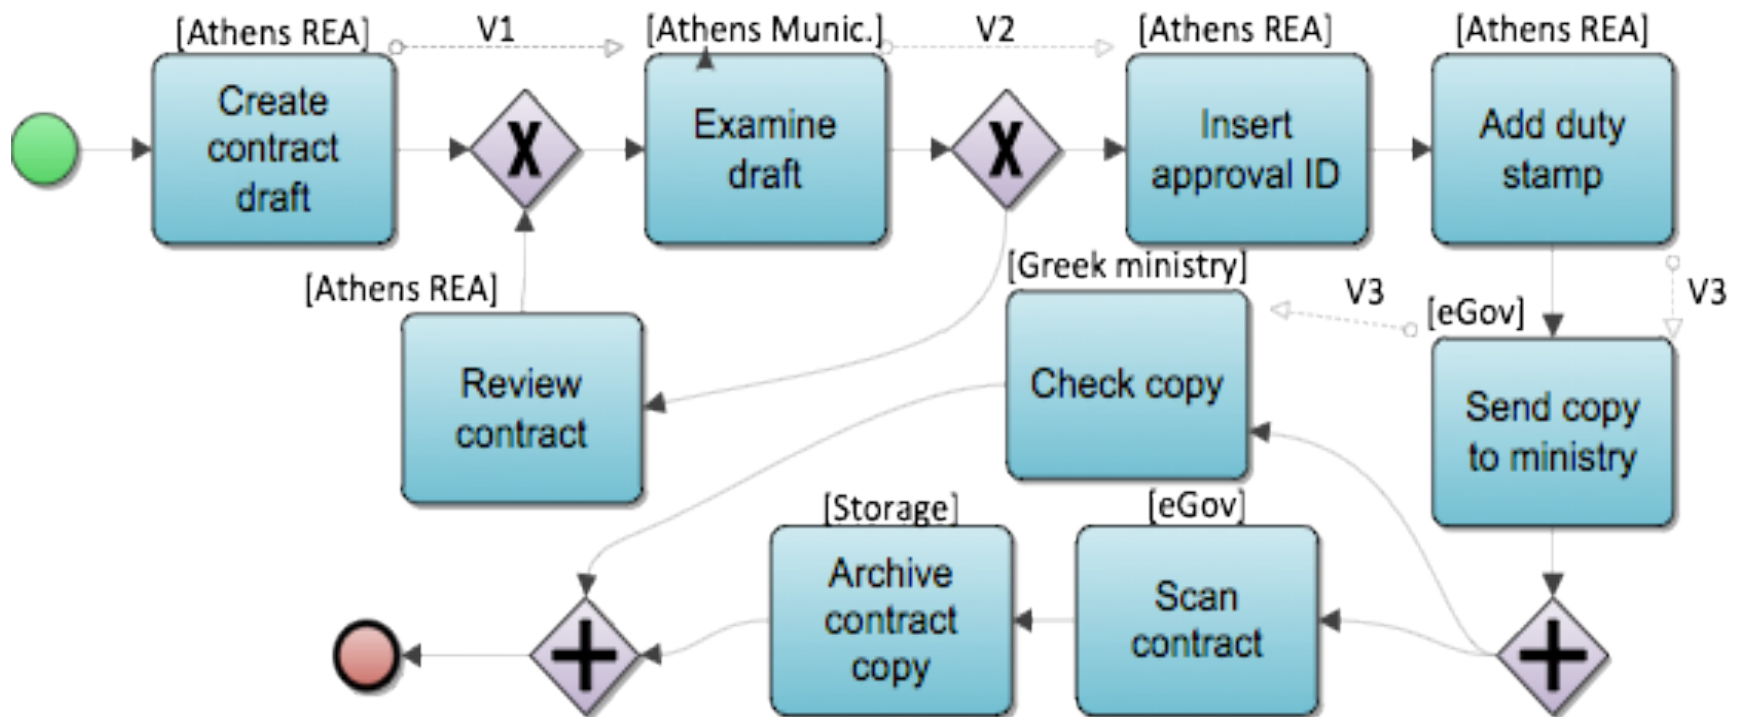 [Athens REA]
V1
[Athens Munic.]
V2
[Athens REA]
[Athens REA]
Create
contract
draft
X
Examine
draft
X
Insert
approval ID
Add duty
stamp
[Athens REA]
Review
contract
[Greek ministry]
Check copy
V3
[eGov]
V3
Send copy
to ministry
[Storage]
Archive
contract
copy
[eGov]
Scan
contract